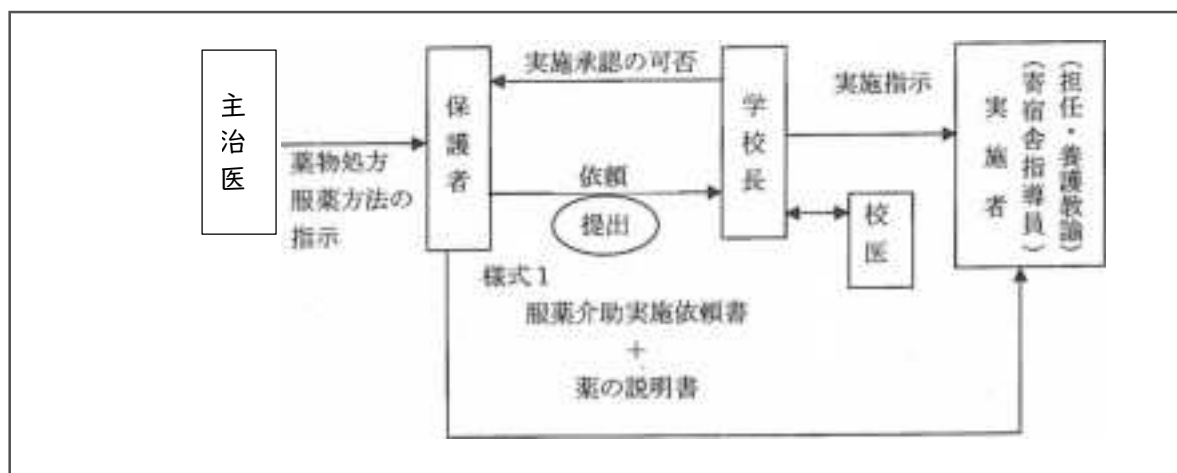 主治医
薬物処方
服薬方法の
指示
保護者
実施承認の可否
依頼
提出
様式1
服薬介助実施依頼書
+
薬の説明書
学校長
校医
実施指示
(担任・養護教諭)
(寄宿舎指導員)
実施者